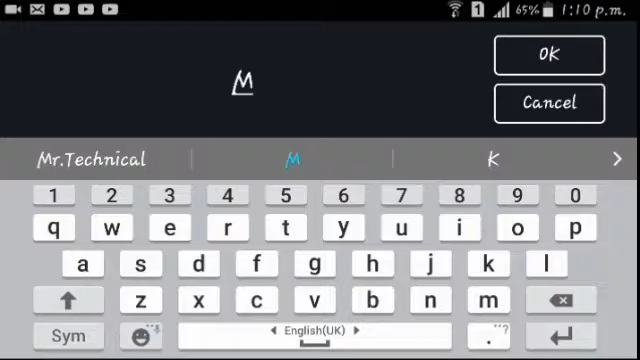 1 65% 1:10 p.m.
OK
M
Cancel
Mr.Technical M K
1 2 3 4 5 6 7 8 9 0
q w e r t y u i o p
a s d f g h j k l
z x c v b n m
Sym English(UK) . ,,?